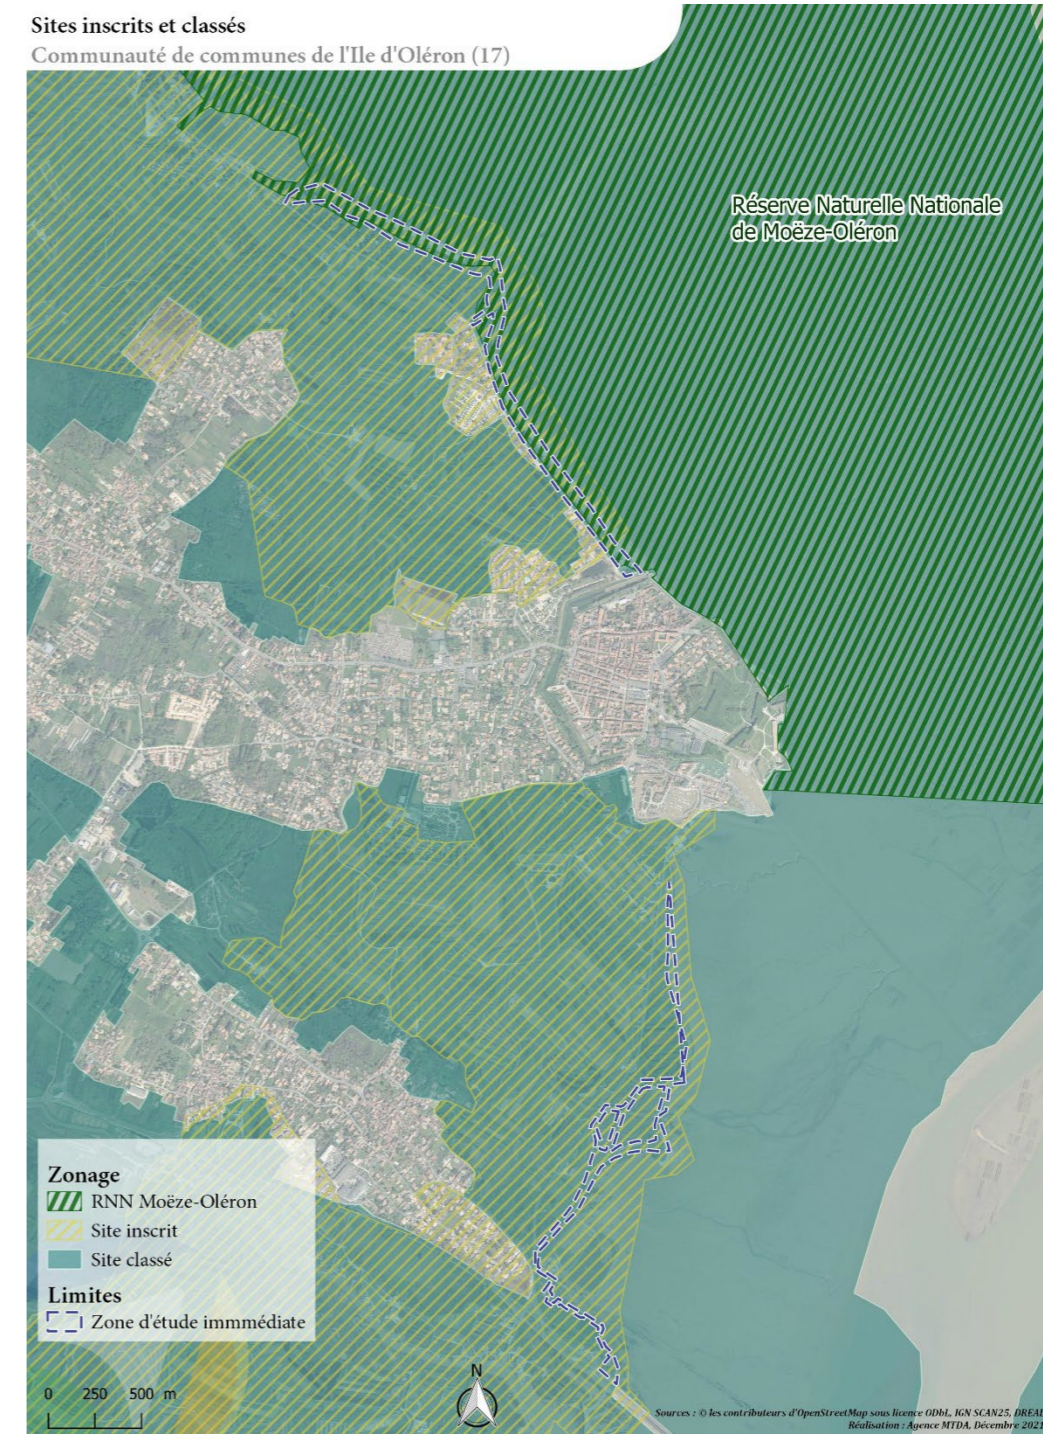 Sites inscrits et classés
Communauté de communes de l'Ile d'Oléron (17)
Réserve Naturelle Nationale
de Moëze-Oléron
Zonage
RNN Moëze-Oléron
Site inscrit
Site classé
Limites
Zone d'étude immmédiate
0 250 500 m
N
Sources : © les contributeurs d'OpenStreetMap sous licence ODbL, IGN SCAN25, DREAL
Réalisation : Agence MTDA, Décembre 2021